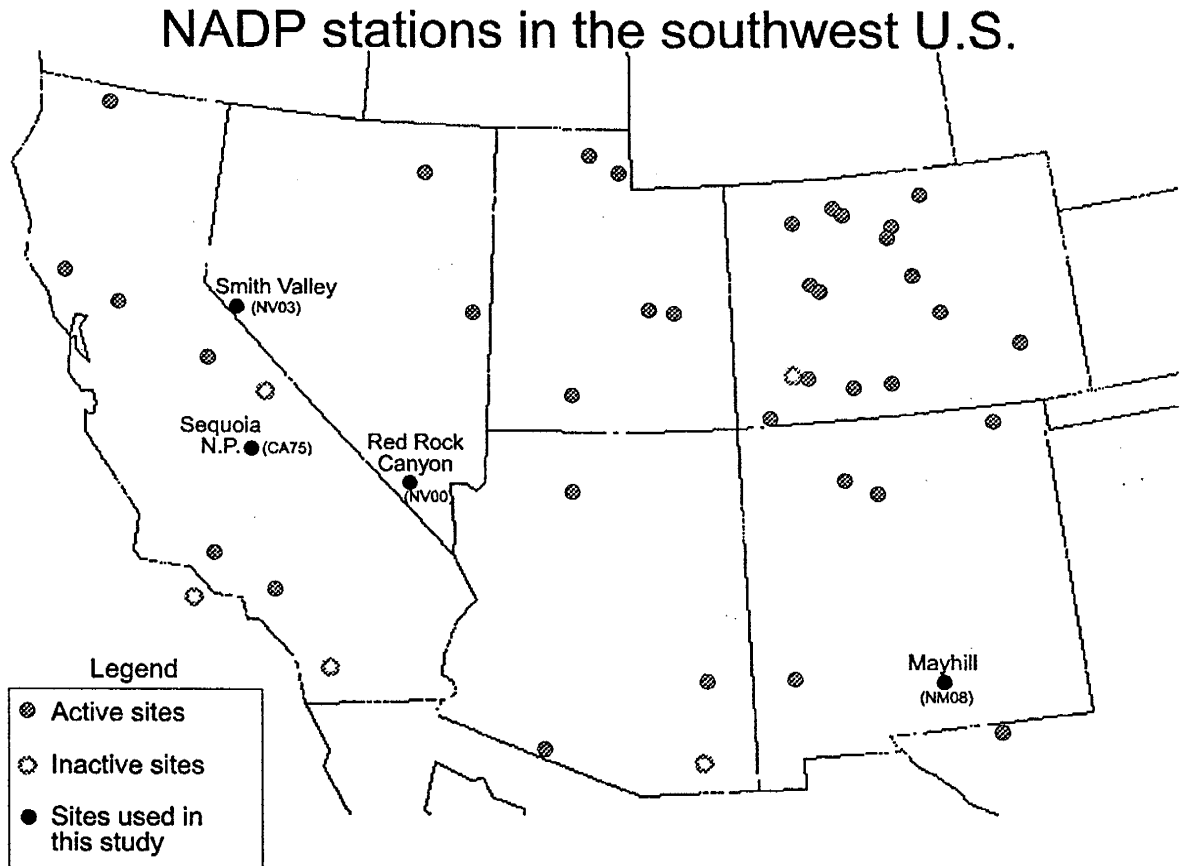 NADP stations in the southwest U.S.
Smith Valley
(NV03)
Sequoia
N.P. (CA75)
Red Rock
Canyon
(NV00)
Mayhill
(NM08)
Legend
Active sites
Inactive sites
Sites used in
this study